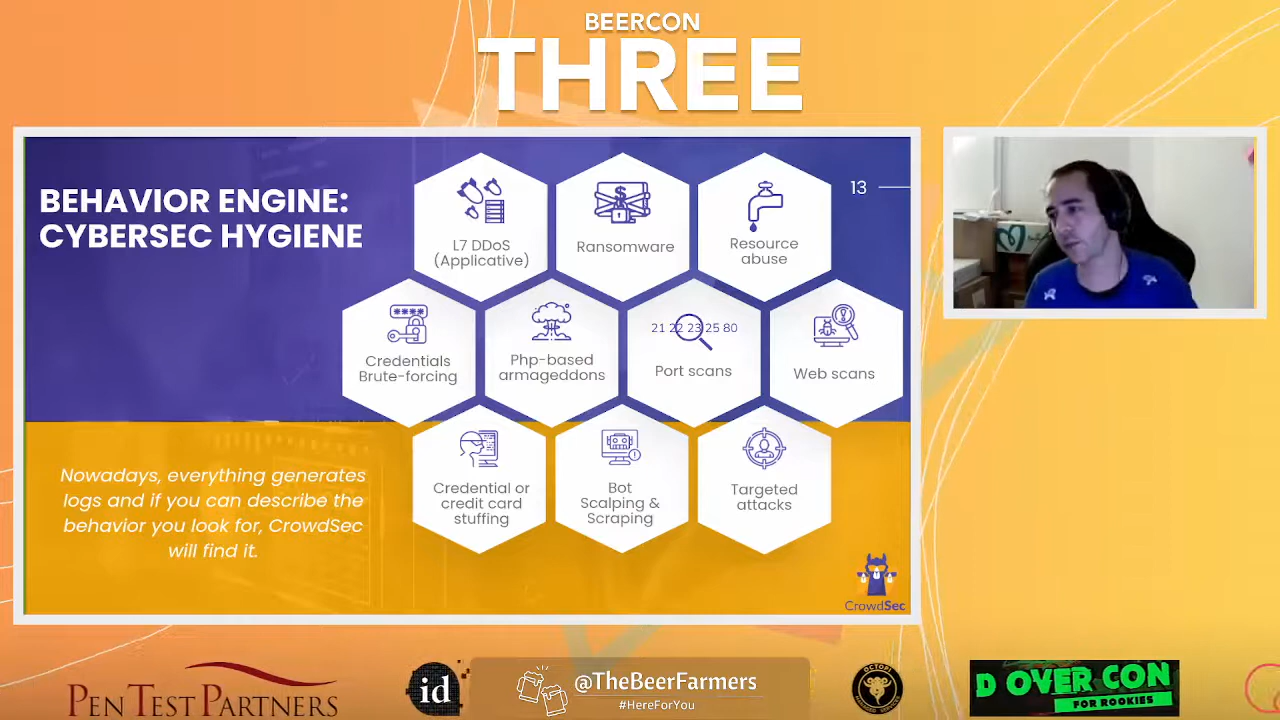 BEERCON
THREE
BEHAVIOR ENGINE:
CYBERSEC HYGIENE
13
L7 DDoS
(Applicative)
Ransomware
Resource
abuse
Credentials
Brute-forcing
Php-based
armageddons
21 22 23 25 80
Port scans
Web scans
Credential or
credit card
stuffing
Bot
Scalping &
Scraping
Targeted
attacks
Nowadays, everything generates
logs and if you can describe the
behavior you look for, CrowdSec
will find it.
CrowdSec
PEN TEST PARTNERS
id
@TheBeerFarmers
#HereForYou
OCTOPI
D OVER CON
FOR ROOKIES